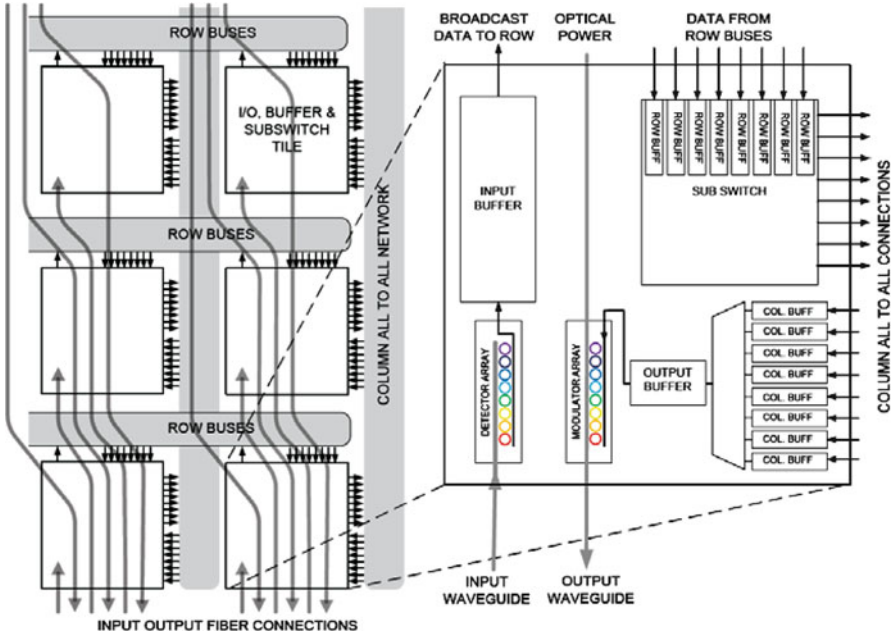 ROW BUSES
I/O, BUFFER &
SUBSWITCH
TILE
ROW BUSES
ROW BUSES
COLUMN ALL TO ALL NETWORK
INPUT OUTPUT FIBER CONNECTIONS
BROADCAST
DATA TO ROW
OPTICAL
POWER
DATA FROM
ROW BUSES
INPUT
BUFFER
ROW BUFF
ROW BUFF
ROW BUFF
ROW BUFF
ROW BUFF
ROW BUFF
ROW BUFF
ROW BUFF
SUB SWITCH
COLUMN ALL TO ALL CONNECTIONS
DETECTOR ARRAY
MODULATOR ARRAY
OUTPUT
BUFFER
COL. BUFF
COL. BUFF
COL. BUFF
COL. BUFF
COL. BUFF
COL. BUFF
COL. BUFF
COL. BUFF
INPUT
WAVEGUIDE
OUTPUT
WAVEGUIDE